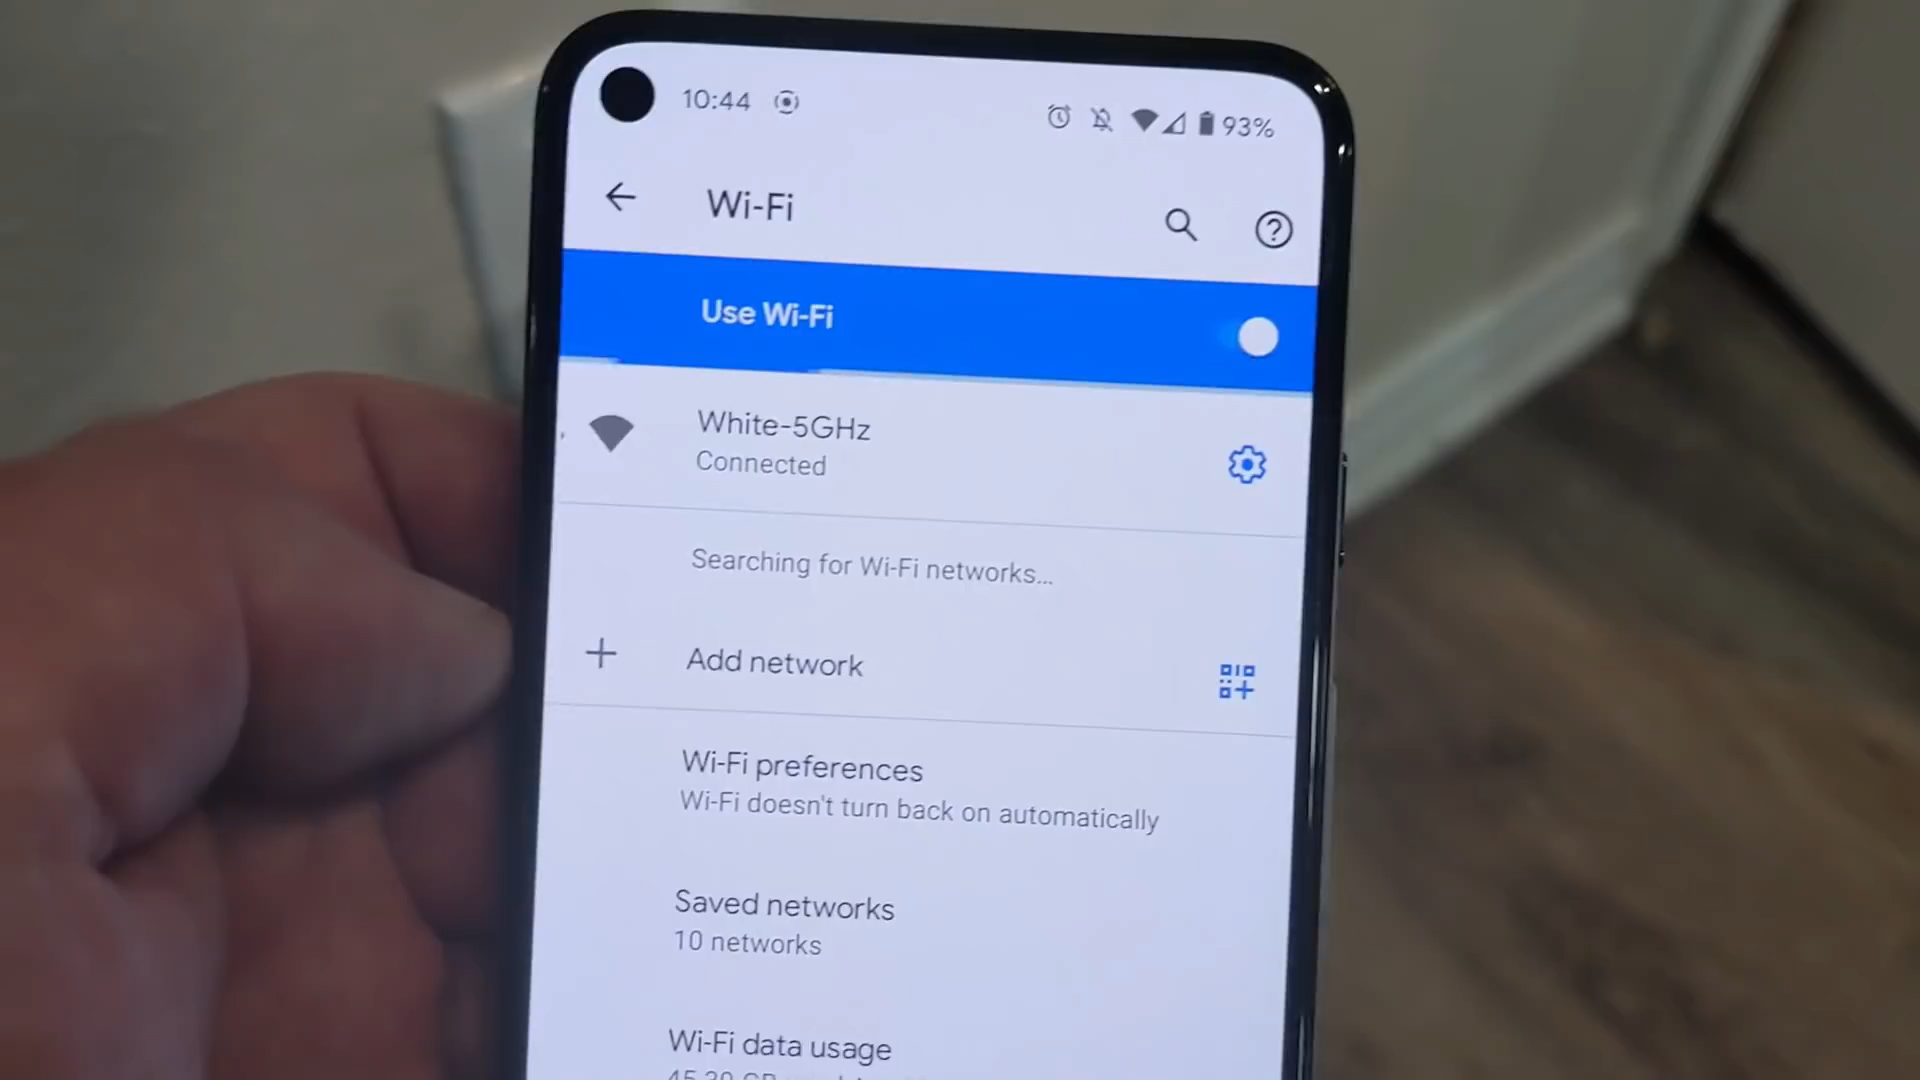 10:44
93%
Wi-Fi
Use Wi-Fi
White-5GHz
Connected
Searching for Wi-Fi networks...
Add network
Wi-Fi preferences
Wi-Fi doesn't turn back on automatically
Saved networks
10 networks
Wi-Fi data usage